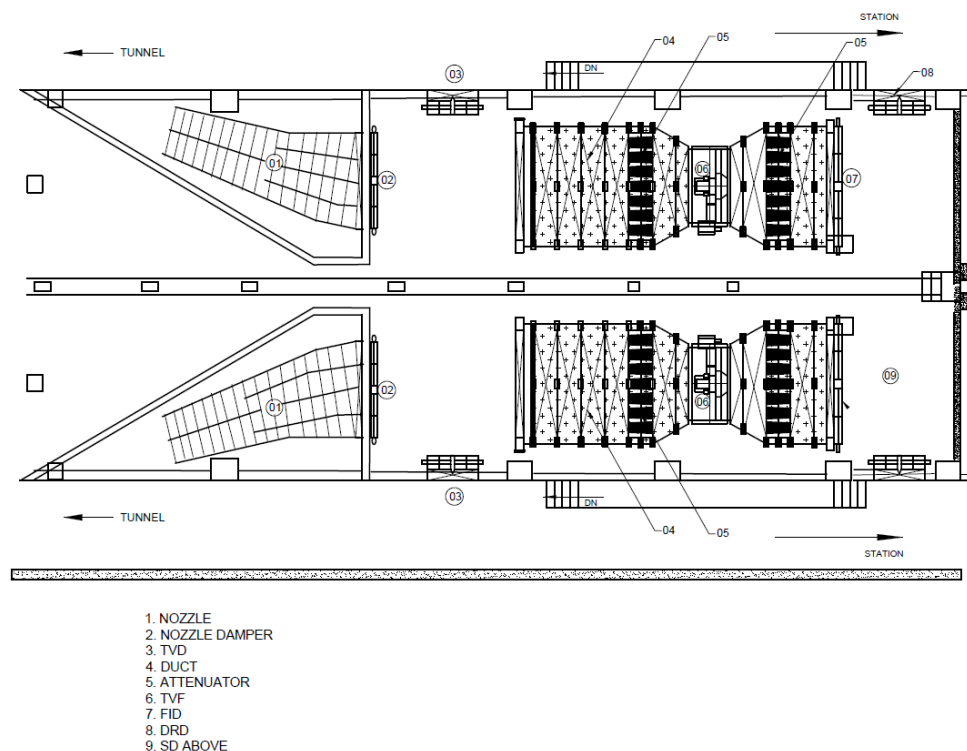 STATION
TUNNEL
04
05
05
03
DN
08
01
02
06
07
01
02
06
09
03
DN
TUNNEL
04
05
STATION
1. NOZZLE
2. NOZZLE DAMPER
3. TVD
4. DUCT
5. ATTENUATOR
6. TVF
7. FID
8. DRD
9. SD ABOVE